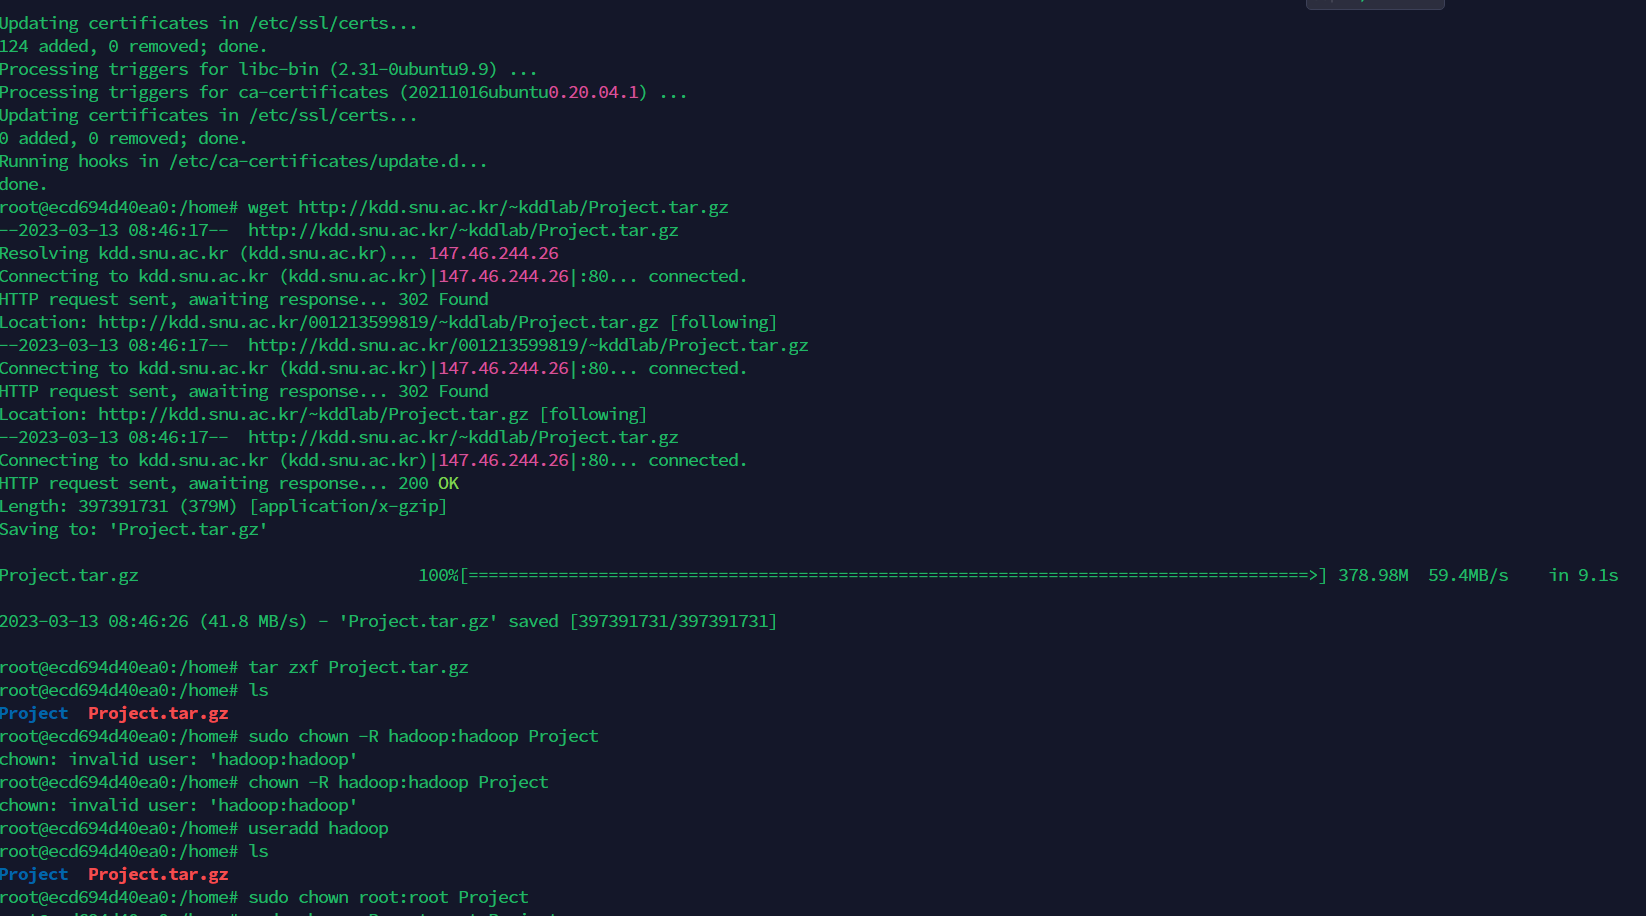 Updating certificates in /etc/ssl/certs...
124 added, 0 removed; done.
Processing triggers for libc-bin (2.31-0ubuntu9.9) ...
Processing triggers for ca-certificates (20211016ubuntu0.20.04.1) ...
Updating certificates in /etc/ssl/certs...
0 added, 0 removed; done.
Running hooks in /etc/ca-certificates/update.d...
done.
root@ecd694d40ea0:/home# wget http://kdd.snu.ac.kr/~kddlab/Project.tar.gz
--2023-03-13 08:46:17--  http://kdd.snu.ac.kr/~kddlab/Project.tar.gz
Resolving kdd.snu.ac.kr (kdd.snu.ac.kr)... 147.46.244.26
Connecting to kdd.snu.ac.kr (kdd.snu.ac.kr)|147.46.244.26|:80... connected.
HTTP request sent, awaiting response... 302 Found
Location: http://kdd.snu.ac.kr/001213599819/~kddlab/Project.tar.gz [following]
--2023-03-13 08:46:17--  http://kdd.snu.ac.kr/001213599819/~kddlab/Project.tar.gz
Connecting to kdd.snu.ac.kr (kdd.snu.ac.kr)|147.46.244.26|:80... connected.
HTTP request sent, awaiting response... 302 Found
Location: http://kdd.snu.ac.kr/~kddlab/Project.tar.gz [following]
--2023-03-13 08:46:17--  http://kdd.snu.ac.kr/~kddlab/Project.tar.gz
Connecting to kdd.snu.ac.kr (kdd.snu.ac.kr)|147.46.244.26|:80... connected.
HTTP request sent, awaiting response... 200 OK
Length: 397391731 (379M) [application/x-gzip]
Saving to: 'Project.tar.gz'
Project.tar.gz 100%[====================================================================================>] 378.98M  59.4MB/s    in 9.1s
2023-03-13 08:46:26 (41.8 MB/s) - 'Project.tar.gz' saved [397391731/397391731]
root@ecd694d40ea0:/home# tar zxf Project.tar.gz
root@ecd694d40ea0:/home# ls
Project  Project.tar.gz
root@ecd694d40ea0:/home# sudo chown -R hadoop:hadoop Project
chown: invalid user: 'hadoop:hadoop'
root@ecd694d40ea0:/home# chown -R hadoop:hadoop Project
chown: invalid user: 'hadoop:hadoop'
root@ecd694d40ea0:/home# useradd hadoop
root@ecd694d40ea0:/home# ls
Project  Project.tar.gz
root@ecd694d40ea0:/home# sudo chown root:root Project